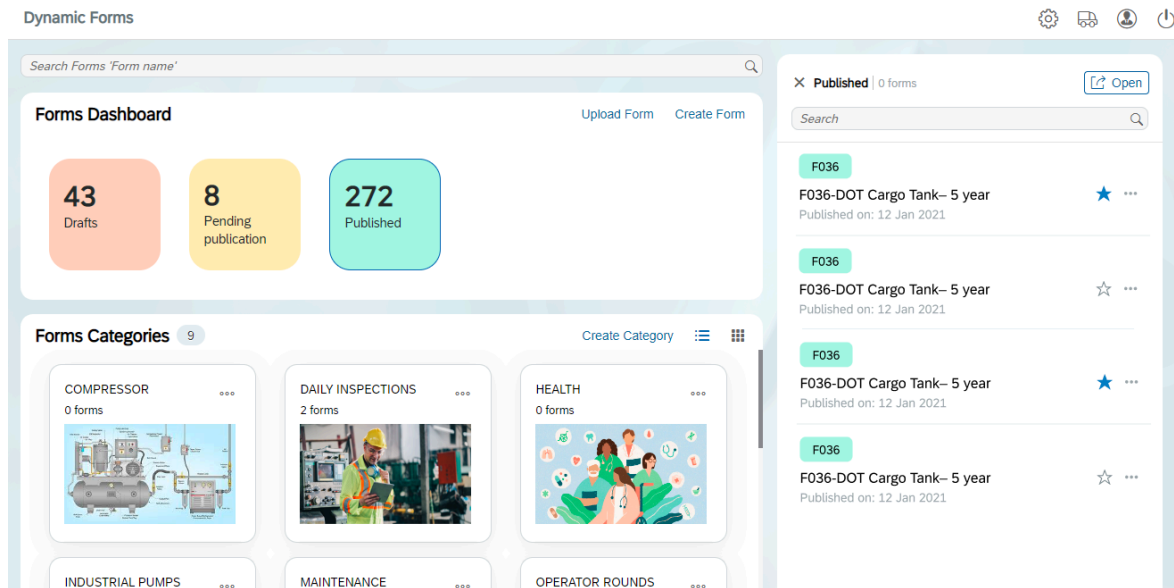 Dynamic Forms
Search Forms 'Form name'
Forms Dashboard
Upload Form
Create Form
43
Drafts
8
Pending
publication
272
Published
Forms Categories 9
Create Category
COMPRESSOR
0 forms
DAILY INSPECTIONS
2 forms
HEALTH
0 forms
INDUSTRIAL PUMPS
MAINTENANCE
OPERATOR ROUNDS
Published 0 forms
Open
Search
F036
F036-DOT Cargo Tank– 5 year
Published on: 12 Jan 2021
F036
F036-DOT Cargo Tank– 5 year
Published on: 12 Jan 2021
F036
F036-DOT Cargo Tank– 5 year
Published on: 12 Jan 2021
F036
F036-DOT Cargo Tank– 5 year
Published on: 12 Jan 2021